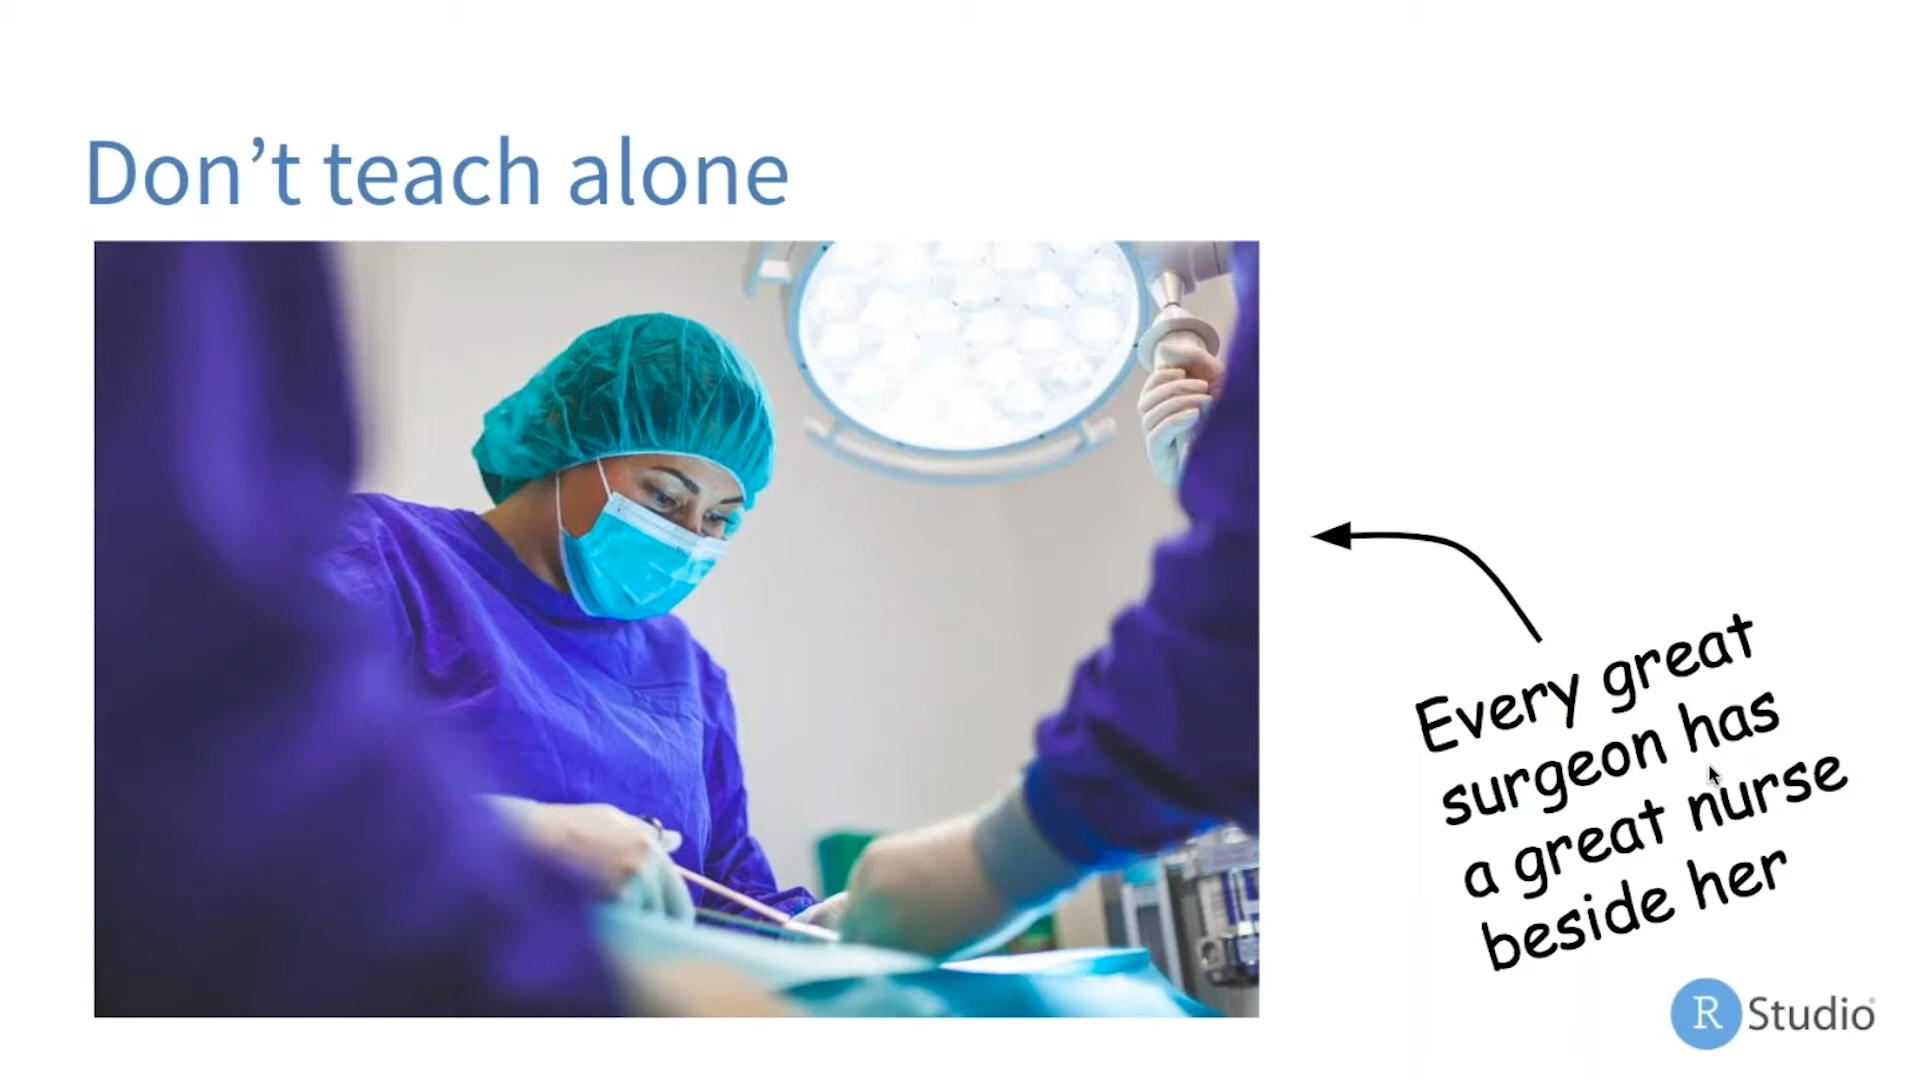 Don’t teach alone
Every great
surgeon has
a great nurse
beside her
R Studio